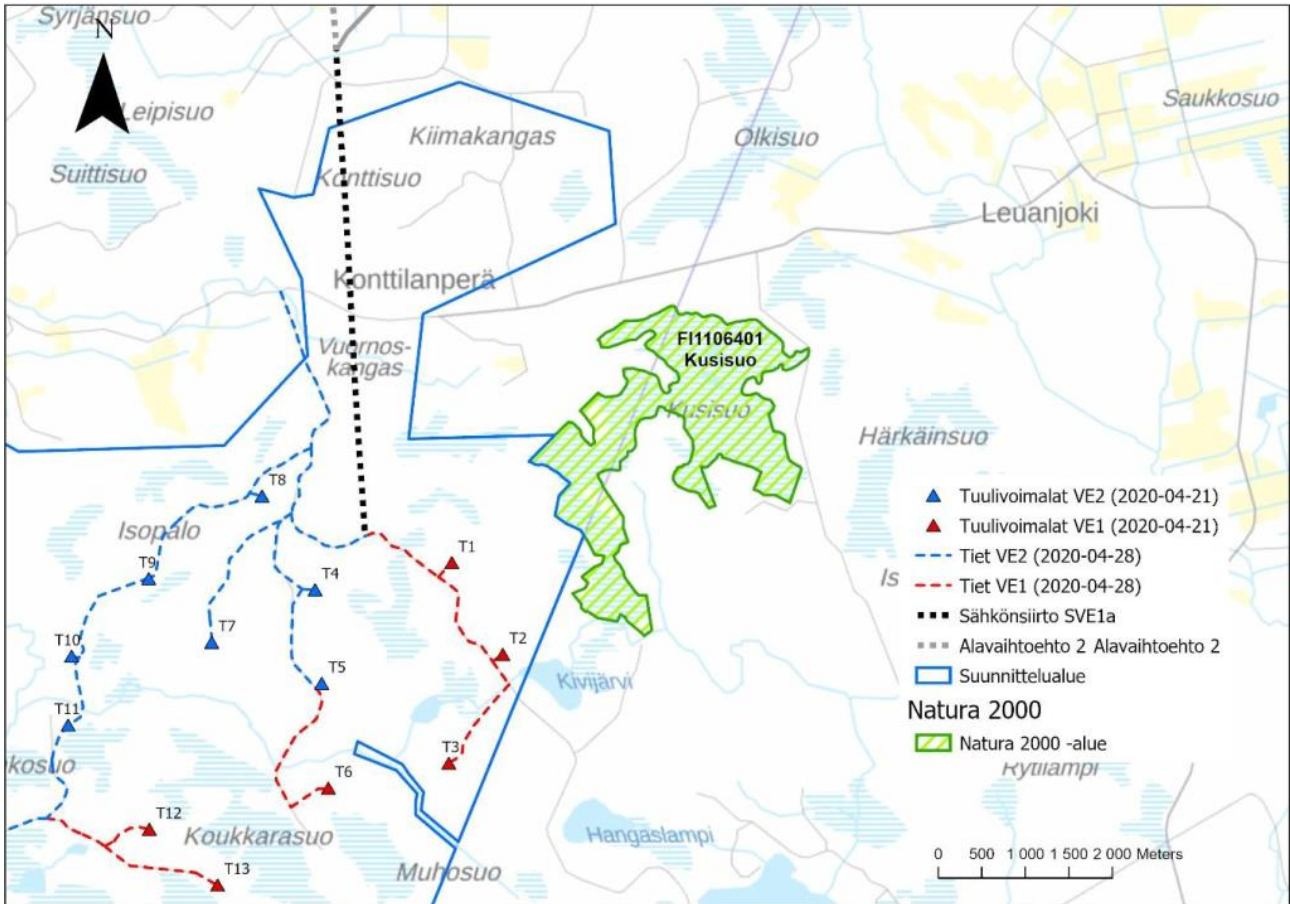 Syrjänsuo
N
Leipisuo
Suittisuo
Kiimakangas
Konttisuo
Olkisuo
Saukkosuo
Leuanjoki
Konttilanperä
Vuornos-
kangas
FI1106401
Kusisuo
Kusisuo
Härkäinsuo
T8
Isopalo
T9
T1
T4
T7
T10
T2
T5
T11
Kivijärvi
T3
ikosuo
T6
T12
Koukkarasuo
T13
Hangaslampi
Muhosuo
Is
Rytilampi
Tuulivoimalat VE2 (2020-04-21)
Tuulivoimalat VE1 (2020-04-21)
Tiet VE2 (2020-04-28)
Tiet VE1 (2020-04-28)
Sähkönsiirto SVE1a
Alavaihtoehto 2 Alavaihtoehto 2
Suunnittelualue
Natura 2000
Natura 2000 -alue
0 500 1 000 1 500 2 000 Meters